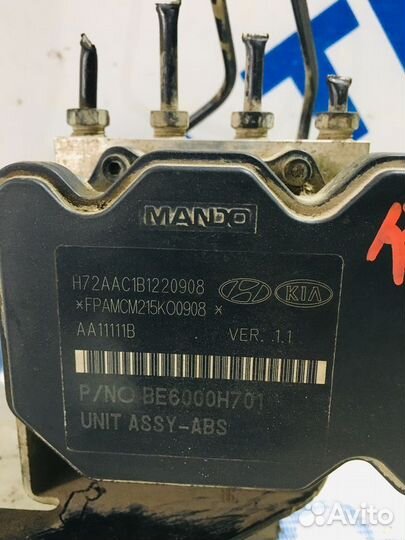 MANDO
H72AAC1B1220908
*FPAMCM215KO0908 *
KIA
AA11111B VER. 1.1
P/NO BE6000H701
UNIT ASSY-ABS
Avito